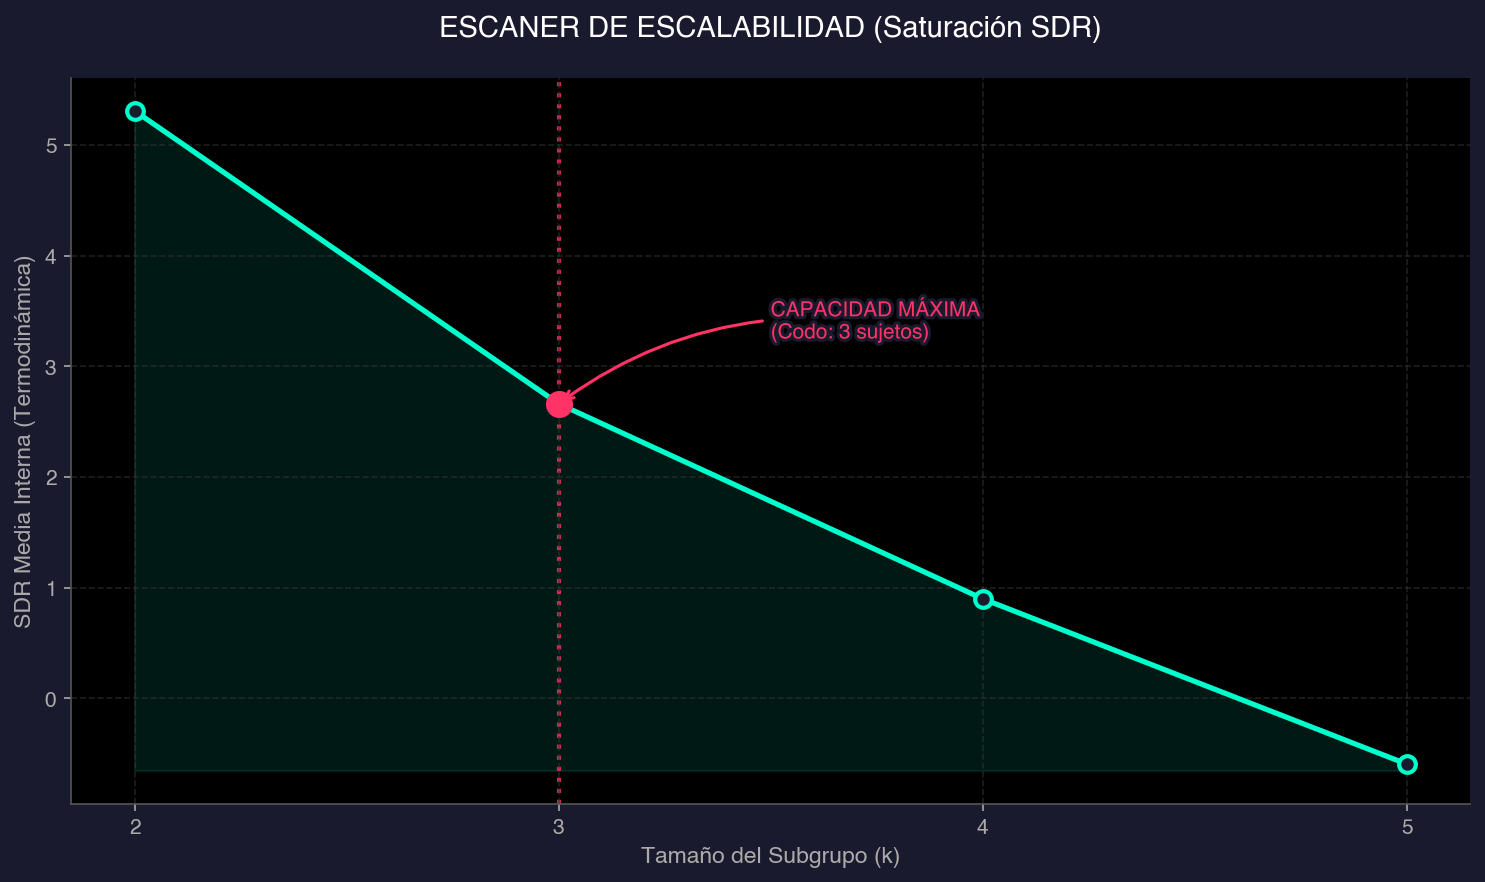 ESCANER DE ESCALABILIDAD (Saturación SDR)
SDR Media Interna (Termodinámica)
5
4
3
2
1
0
CAPACIDAD MÁXIMA
(Codo: 3 sujetos)
2
3
4
5
Tamaño del Subgrupo (k)